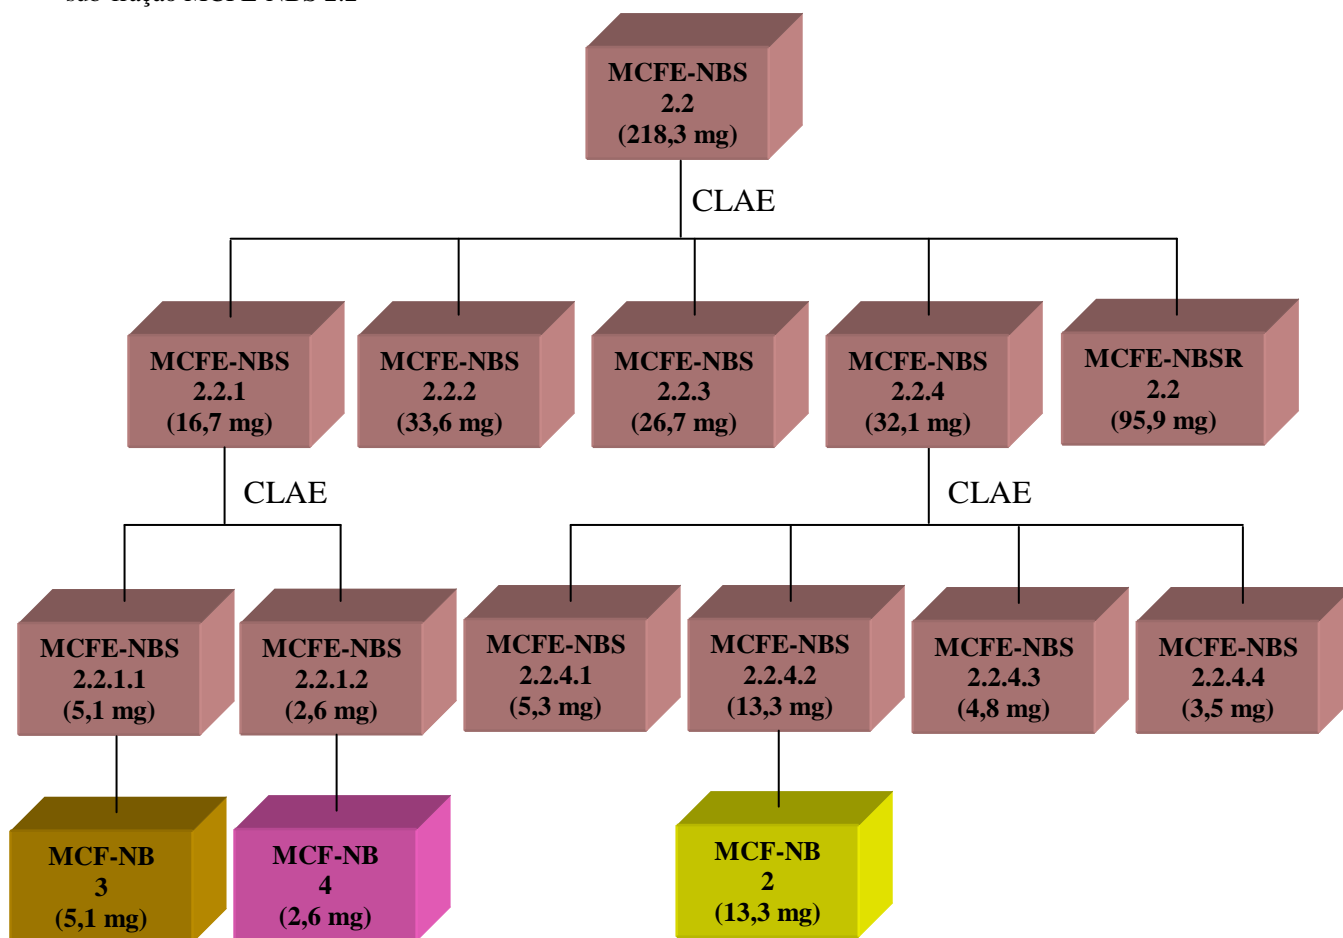 sub-fração MCFE-NBS 2.2
MCFE-NBS
2.2
(218,3 mg)
CLAE
MCFE-NBS
2.2.1
(16,7 mg)
MCFE-NBS
2.2.2
(33,6 mg)
MCFE-NBS
2.2.3
(26,7 mg)
MCFE-NBS
2.2.4
(32,1 mg)
MCFE-NBSR
2.2
(95,9 mg)
CLAE
CLAE
MCFE-NBS
2.2.1.1
(5,1 mg)
MCFE-NBS
2.2.1.2
(2,6 mg)
MCFE-NBS
2.2.4.1
(5,3 mg)
MCFE-NBS
2.2.4.2
(13,3 mg)
MCFE-NBS
2.2.4.3
(4,8 mg)
MCFE-NBS
2.2.4.4
(3,5 mg)
MCF-NB
3
(5,1 mg)
MCF-NB
4
(2,6 mg)
MCF-NB
2
(13,3 mg)